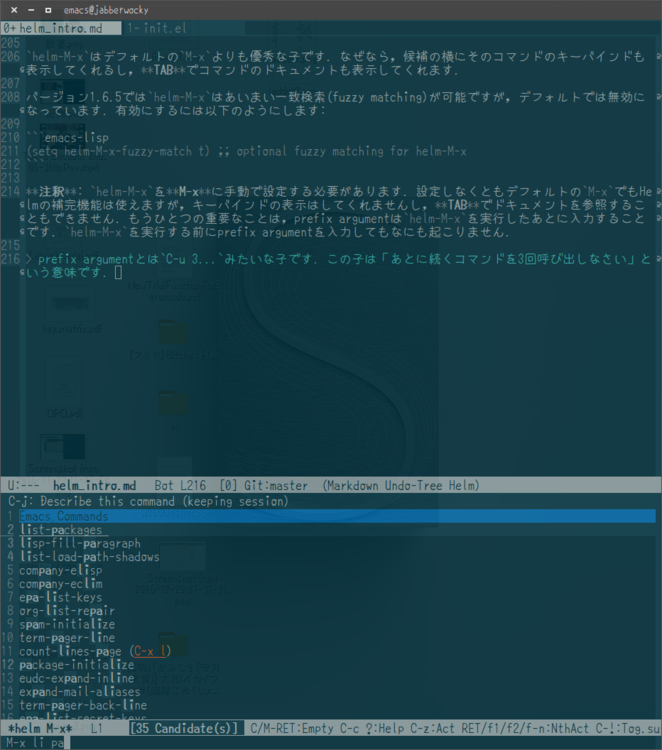 emacs@jabberwocky
0+ helm_intro.md 1- init.el
205
206 `helm-M-x`はデフォルトの`M-x`よりも優秀な子です．なぜなら，候補の横にそのコマンドのキーバインドも
表示してくれるし，**TAB**でコマンドのドキュメントも表示してくれます．
207
208 バージョン1.6.5では`helm-M-x`はあいまい一致検索(fuzzy matching)が可能ですが，デフォルトでは無効に
なっています．有効にするには以下のようにします：
209
210 ```emacs-lisp
211 (setq helm-M-x-fuzzy-match t) ;; optional fuzzy matching for helm-M-x
212 ```
213
214 **注釈**: `helm-M-x`を**M-x**に手動で設定する必要があります．設定しなくともデフォルトの`M-x`でもHe
lmの補完機能は使えますが，キーバインドの表示はしてくれませんし，**TAB**でドキュメントを参照するこ
ともできません．もうひとつの重要なことは，prefix argumentは`helm-M-x`を実行したあとに入力すること
です．`helm-M-x`を実行する前にprefix argumentを入力してもなにも起こりません．
215
216 > prefix argumentとは`C-u 3...`みたいな子です．この子は「あとに続くコマンドを3回呼び出しなさい」と
いう意味です．
U:--- helm_intro.md Bot L216 [0] Git:master (Markdown Undo-Tree Helm)
C-j: Describe this command (keeping session)
1 Emacs Commands
2 list-packages
3 lisp-fill-paragraph
4 list-load-path-shadows
5 company-elisp
6 company-eclim
7 epa-list-keys
8 org-list-repair
9 spam-initialize
10 term-pager-line
11 count-lines-page (C-x l)
12 package-initialize
13 eudc-expand-inline
14 expand-mail-aliases
15 term-pager-back-line
16 epa-list-secret-keys
*helm M-x* L1 [35 Candidate(s)] C/M-RET:Empty C-c ?:Help C-z:Act RET/f1/f2/f-n:NthAct C-!:Tog.su
M-x li pa